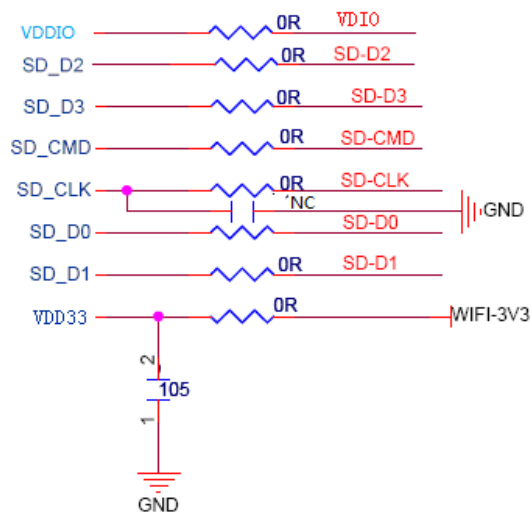 VDDIO 0R VDIO
SD_D2 0R SD-D2
SD_D3 0R SD-D3
SD_CMD 0R SD-CMD
SD_CLK 0R SD-CLK
NC GND
SD_D0 SD-D0
SD_D1 0R SD-D1
VDD33 0R WIFI-3V3
2
105
1
GND